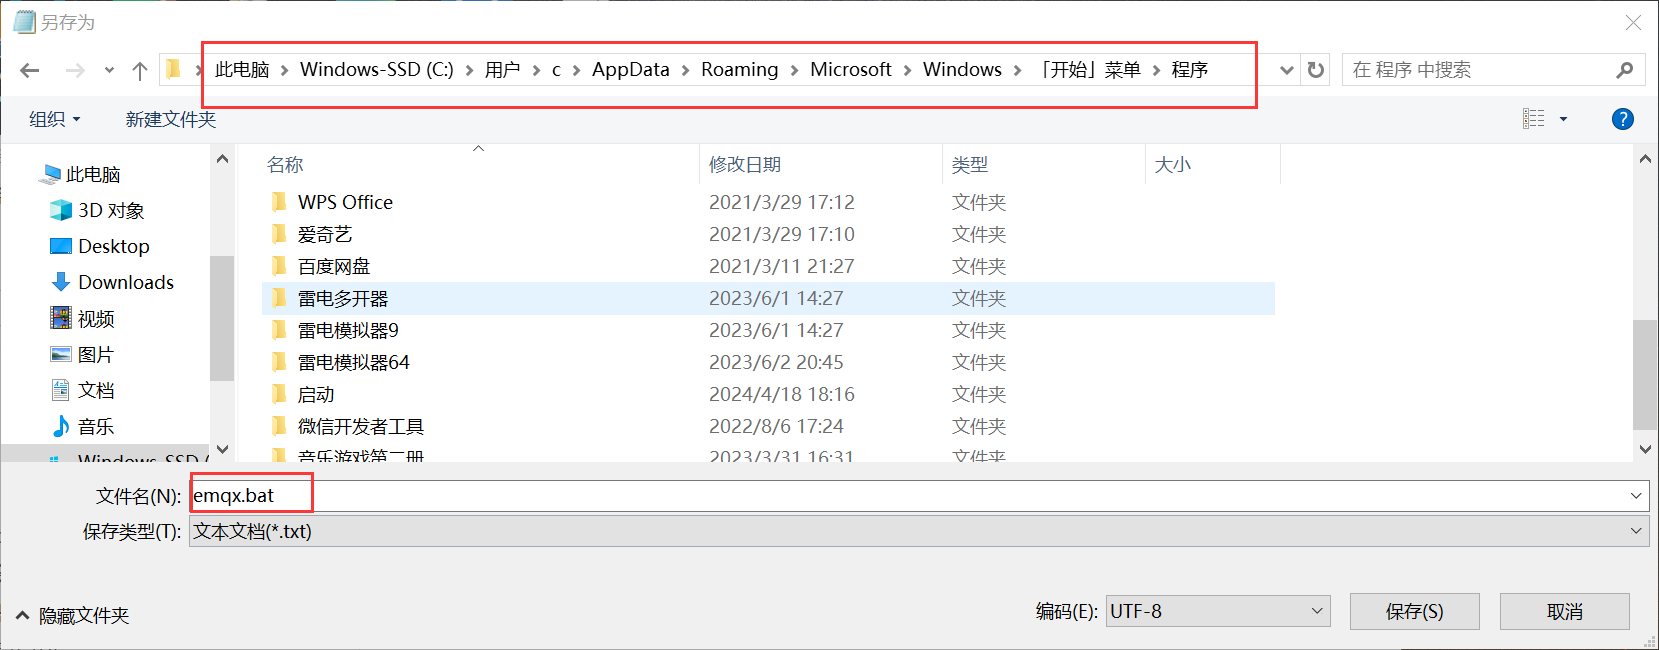 另存为
此电脑 > Windows-SSD (C:) > 用户 > c > AppData > Roaming > Microsoft > Windows > 「开始」菜单 > 程序
在 程序 中搜索
组织
新建文件夹
此电脑
3D 对象
Desktop
Downloads
视频
图片
文档
音乐
Windows-SSD (
名称 修改日期 类型 大小
WPS Office 2021/3/29 17:12 文件夹
爱奇艺 2021/3/29 17:10 文件夹
百度网盘 2021/3/11 21:27 文件夹
雷电多开器 2023/6/1 14:27 文件夹
雷电模拟器9 2023/6/1 14:27 文件夹
雷电模拟器64 2023/6/2 20:45 文件夹
启动 2024/4/18 18:16 文件夹
微信开发者工具 2022/8/6 17:24 文件夹
音乐游戏第二册 2023/3/31 16:31 文件夹
文件名(N): emqx.bat
保存类型(T): 文本文档(*.txt)
隐藏文件夹
编码(E): UTF-8
保存(S)
取消